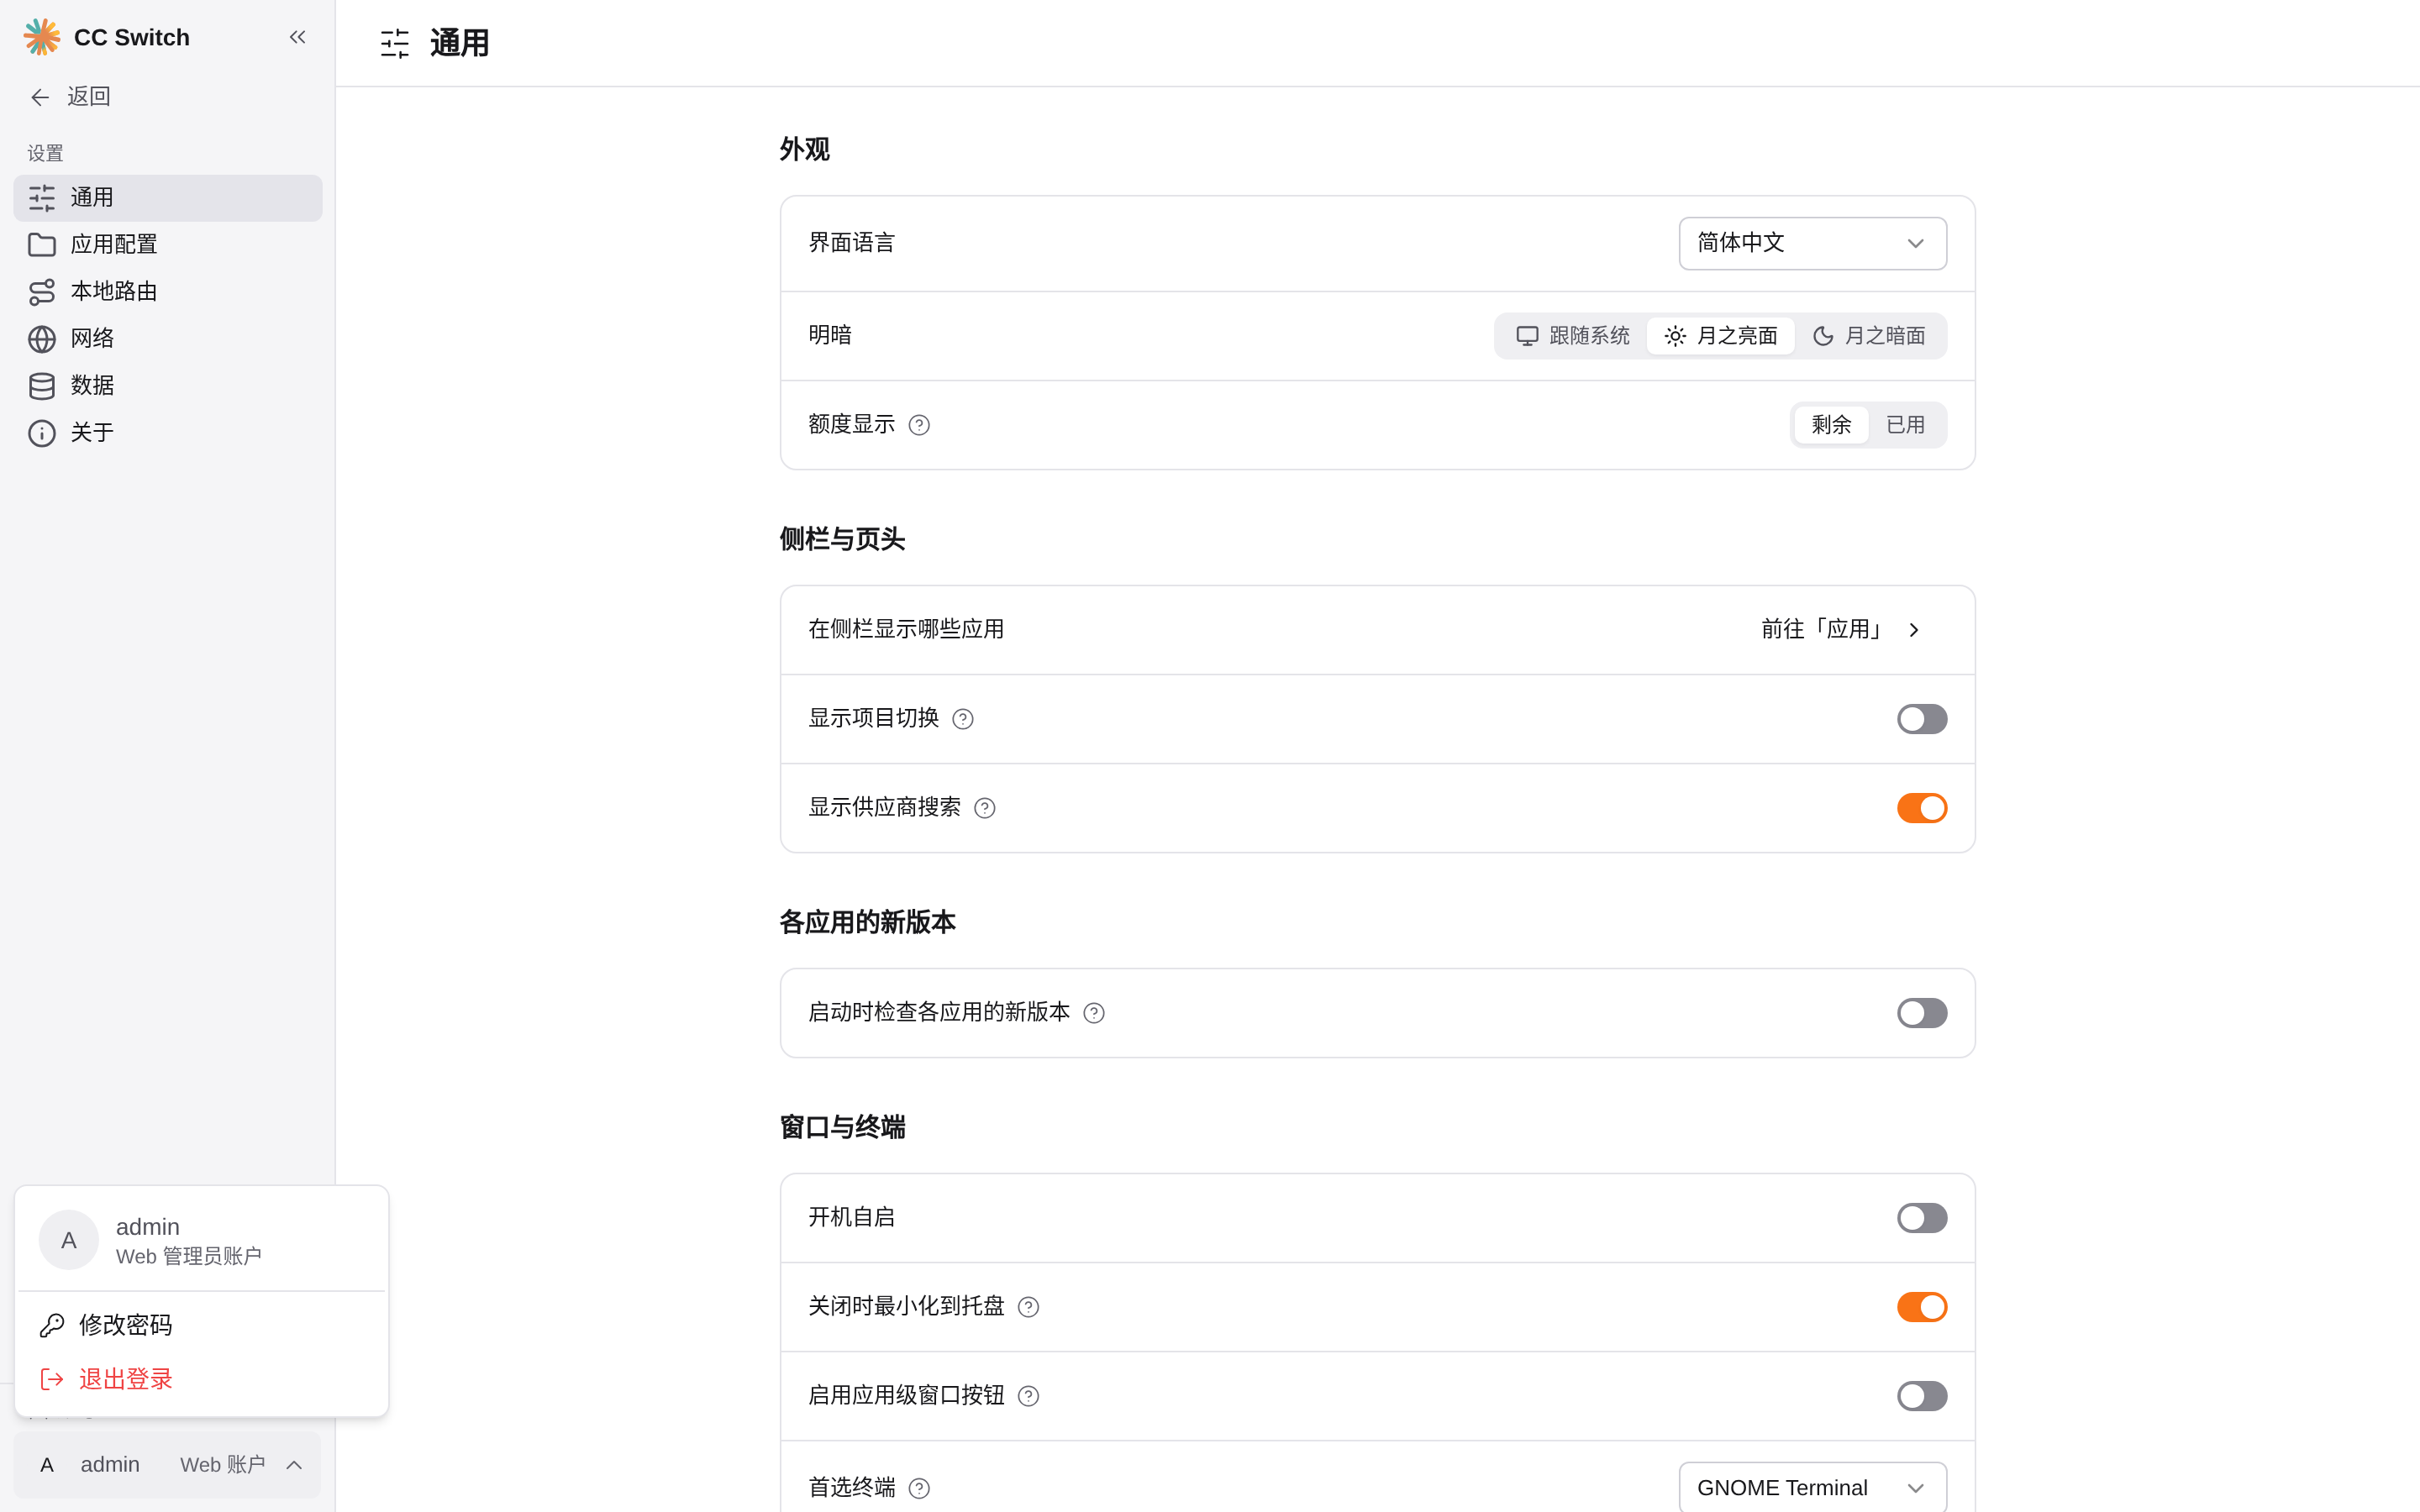 CC Switch
返回
设置
通用
应用配置
本地路由
网络
数据
关于
A
admin
Web 管理员账户
修改密码
退出登录
A admin Web 账户
通用
外观
界面语言 简体中文
明暗 跟随系统 月之亮面 月之暗面
额度显示 剩余 已用
侧栏与页头
在侧栏显示哪些应用 前往「应用」
显示项目切换
显示供应商搜索
各应用的新版本
启动时检查各应用的新版本
窗口与终端
开机自启
关闭时最小化到托盘
启用应用级窗口按钮
首选终端 GNOME Terminal